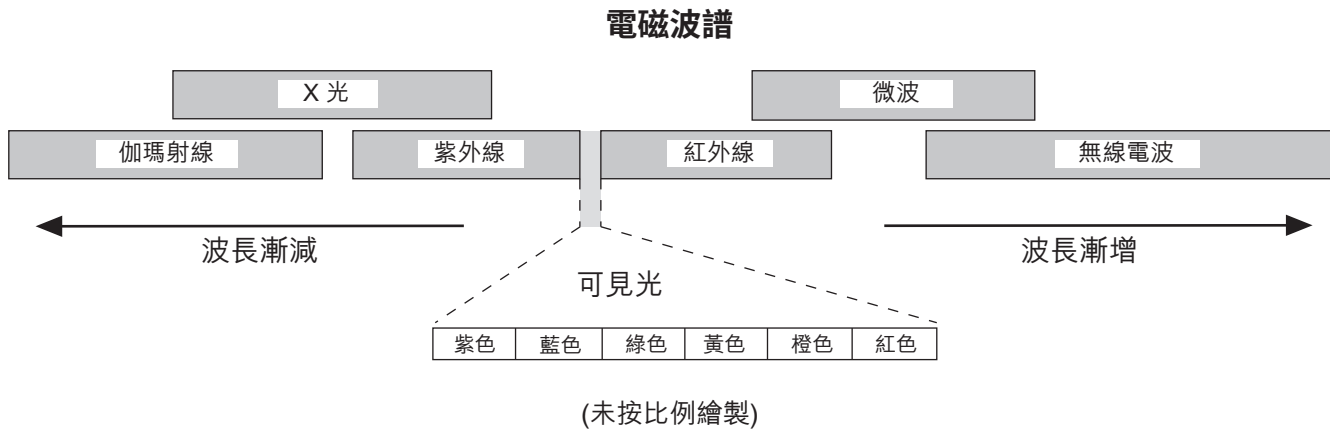 電磁波譜
X 光
微波
伽瑪射線
紫外線
紅外線
無線電波
波長漸減
波長漸增
可見光
紫色 藍色 綠色 黃色 橙色 紅色
(未按比例繪製)